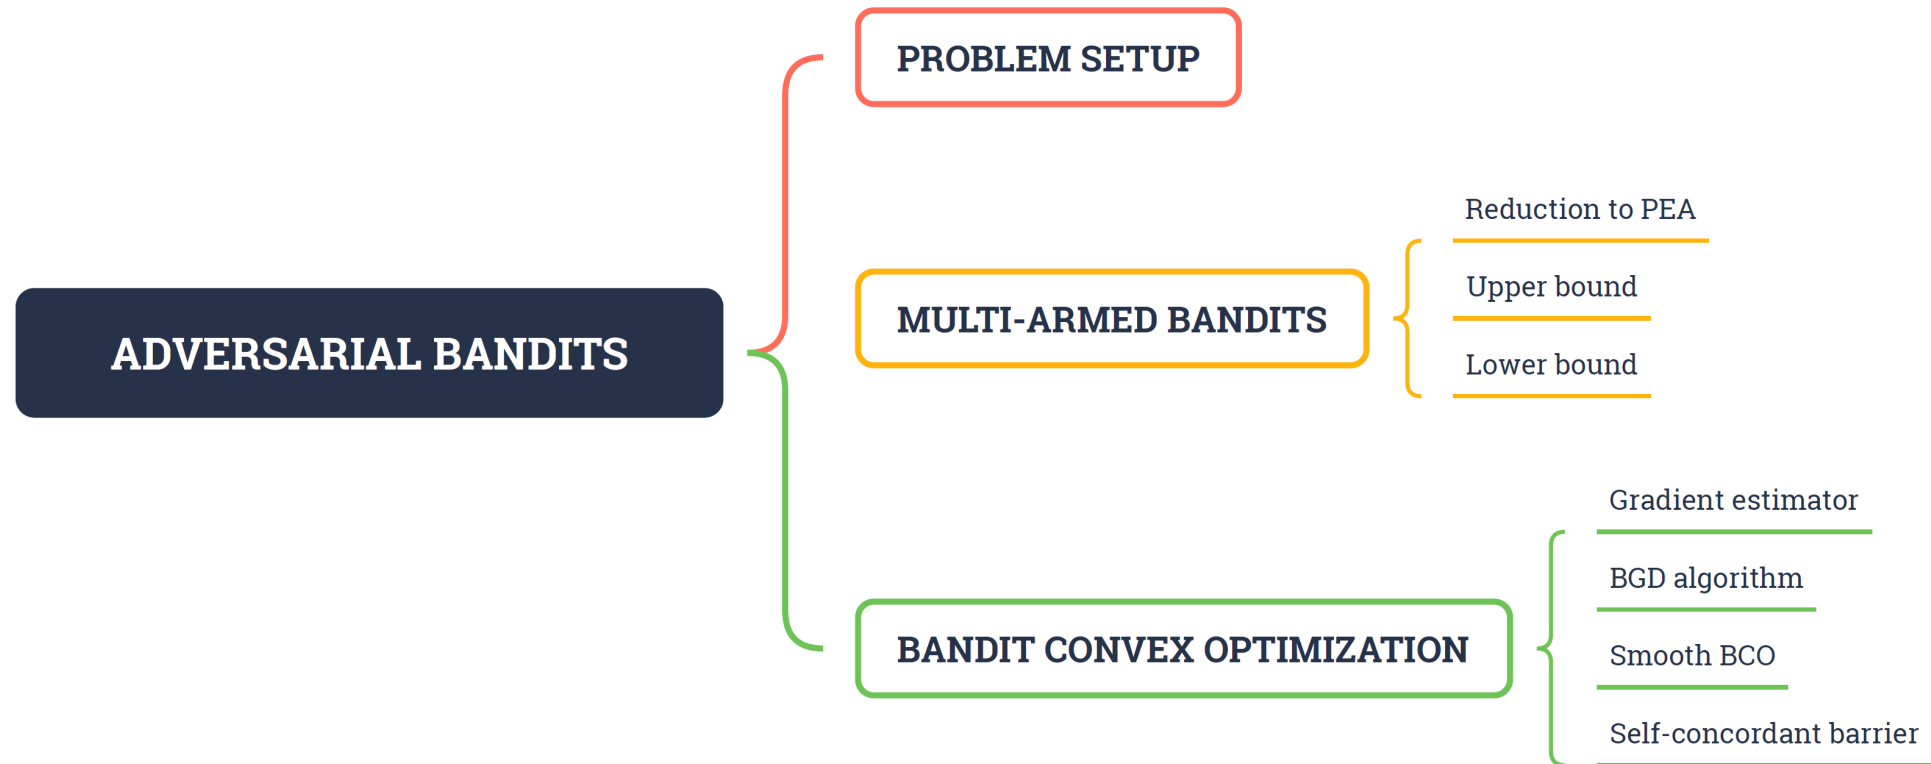 ADVERSARIAL BANDITS
PROBLEM SETUP
MULTI-ARMED BANDITS
Reduction to PEA
Upper bound
Lower bound
BANDIT CONVEX OPTIMIZATION
Gradient estimator
BGD algorithm
Smooth BCO
Self-concordant barrier